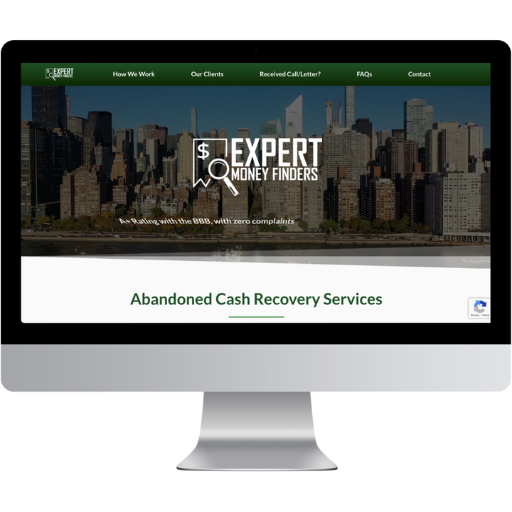 EXPERT
MONEY FINDERS
How We Work
Our Clients
Received Call/Letter?
FAQs
Contact
$
EXPERT
MONEY FINDERS
A+ Rating with the BBB, with zero complaints
Abandoned Cash Recovery Services